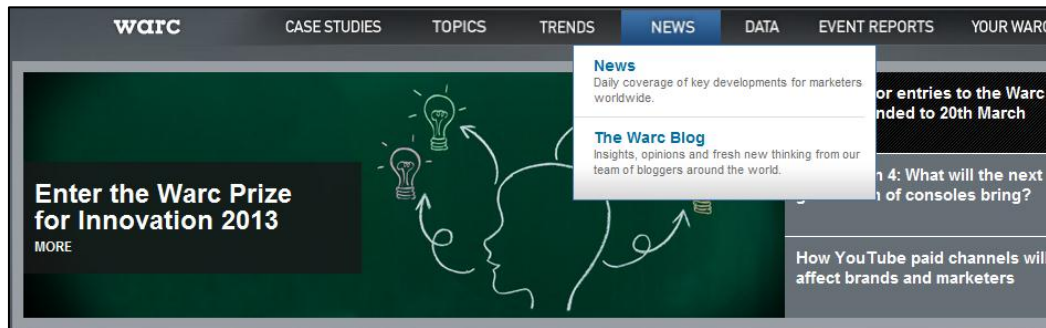 warc CASE STUDIES TOPICS TRENDS NEWS DATA EVENT REPORTS YOUR WARC
News
Daily coverage of key developments for marketers
worldwide.
The Warc Blog
Insights, opinions and fresh new thinking from our
team of bloggers around the world.
Enter the Warc Prize
for Innovation 2013
MORE
or entries to the Warc
nded to 20th March
4: What will the next
of consoles bring?
How YouTube paid channels will
affect brands and marketers